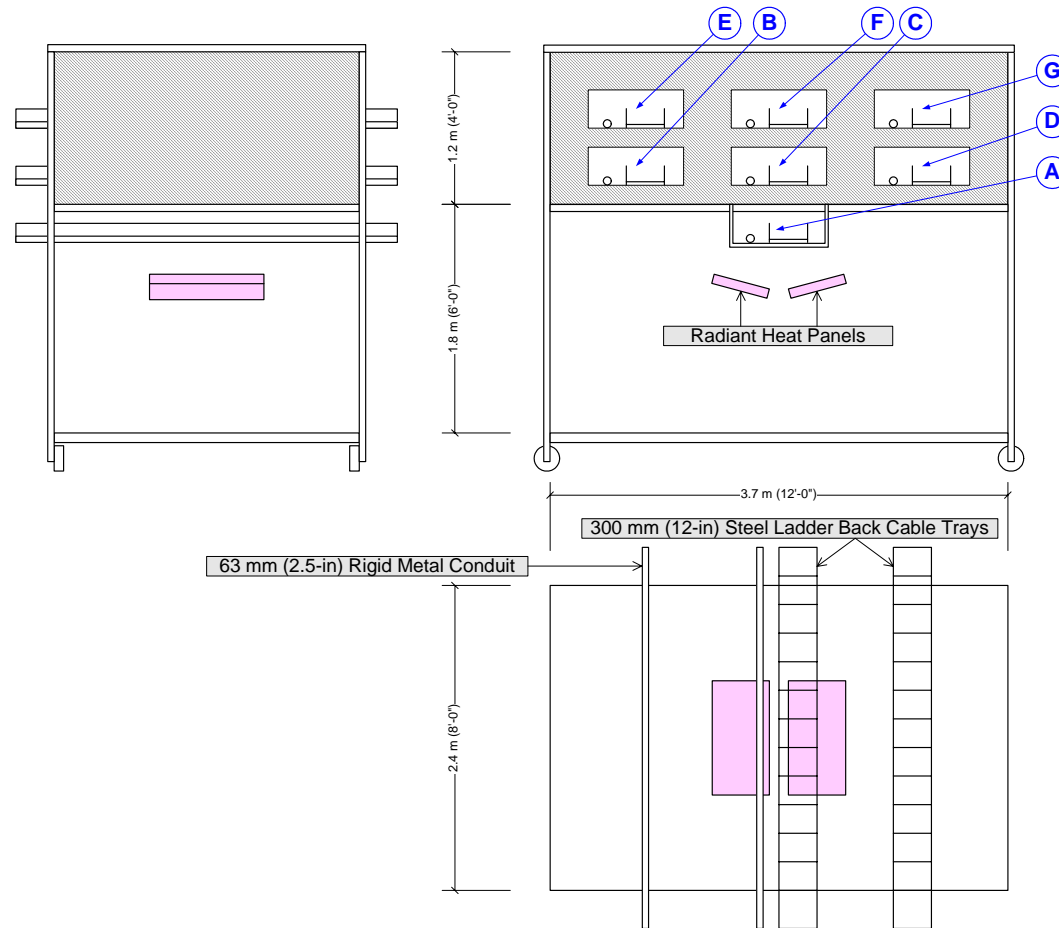 E
B
F
C
G
D
A
1.2 m (4'-0")
1.8 m (6'-0")
Radiant Heat Panels
3.7 m (12'-0")
300 mm (12-in) Steel Ladder Back Cable Trays
63 mm (2.5-in) Rigid Metal Conduit
2.4 m (8'-0")